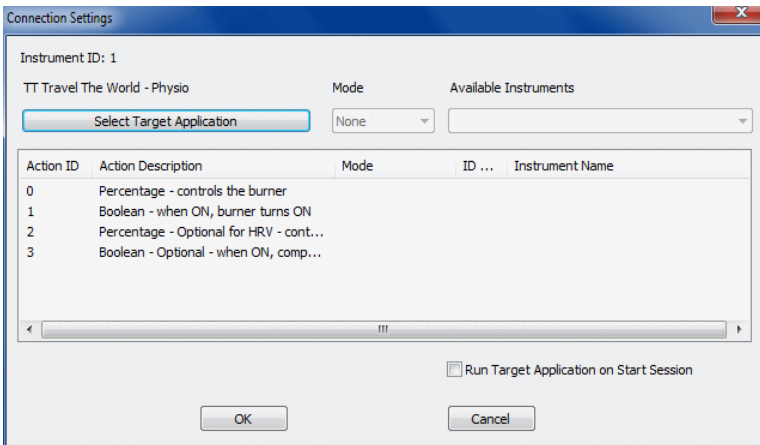 Connection Settings
Instrument ID: 1
TT Travel The World - Physio Mode Available Instruments
Select Target Application None
Action ID Action Description Mode ID ... Instrument Name
0 Percentage - controls the burner
1 Boolean - when ON, burner turns ON
2 Percentage - Optional for HRV - cont...
3 Boolean - Optional - when ON, comp...
Run Target Application on Start Session
OK Cancel